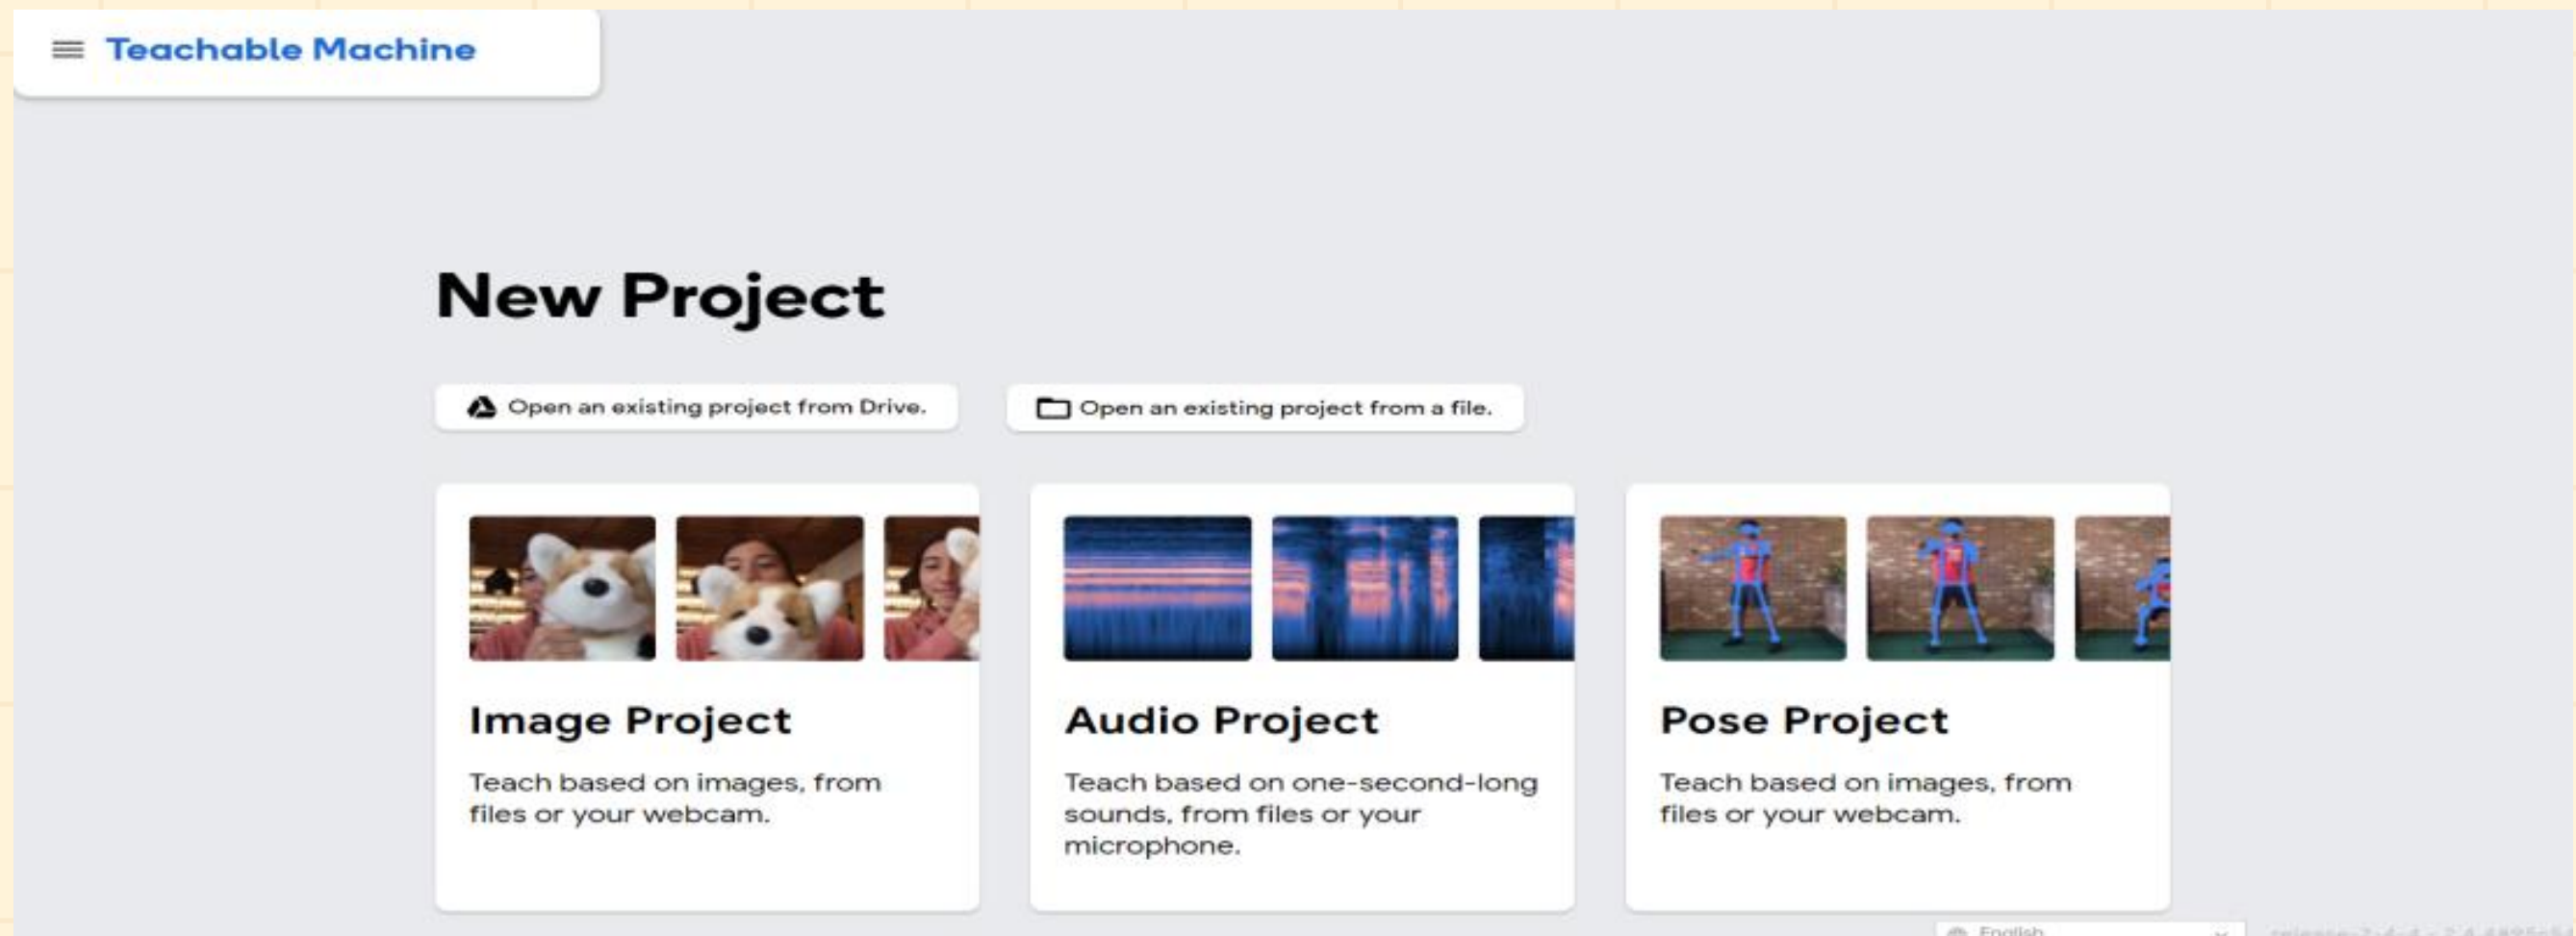 Teachable Machine
New Project
Open an existing project from Drive.
Open an existing project from a file.
Image Project
Teach based on images, from
files or your webcam.
Audio Project
Teach based on one-second-long
sounds, from files or your
microphone.
Pose Project
Teach based on images, from
files or your webcam.
English